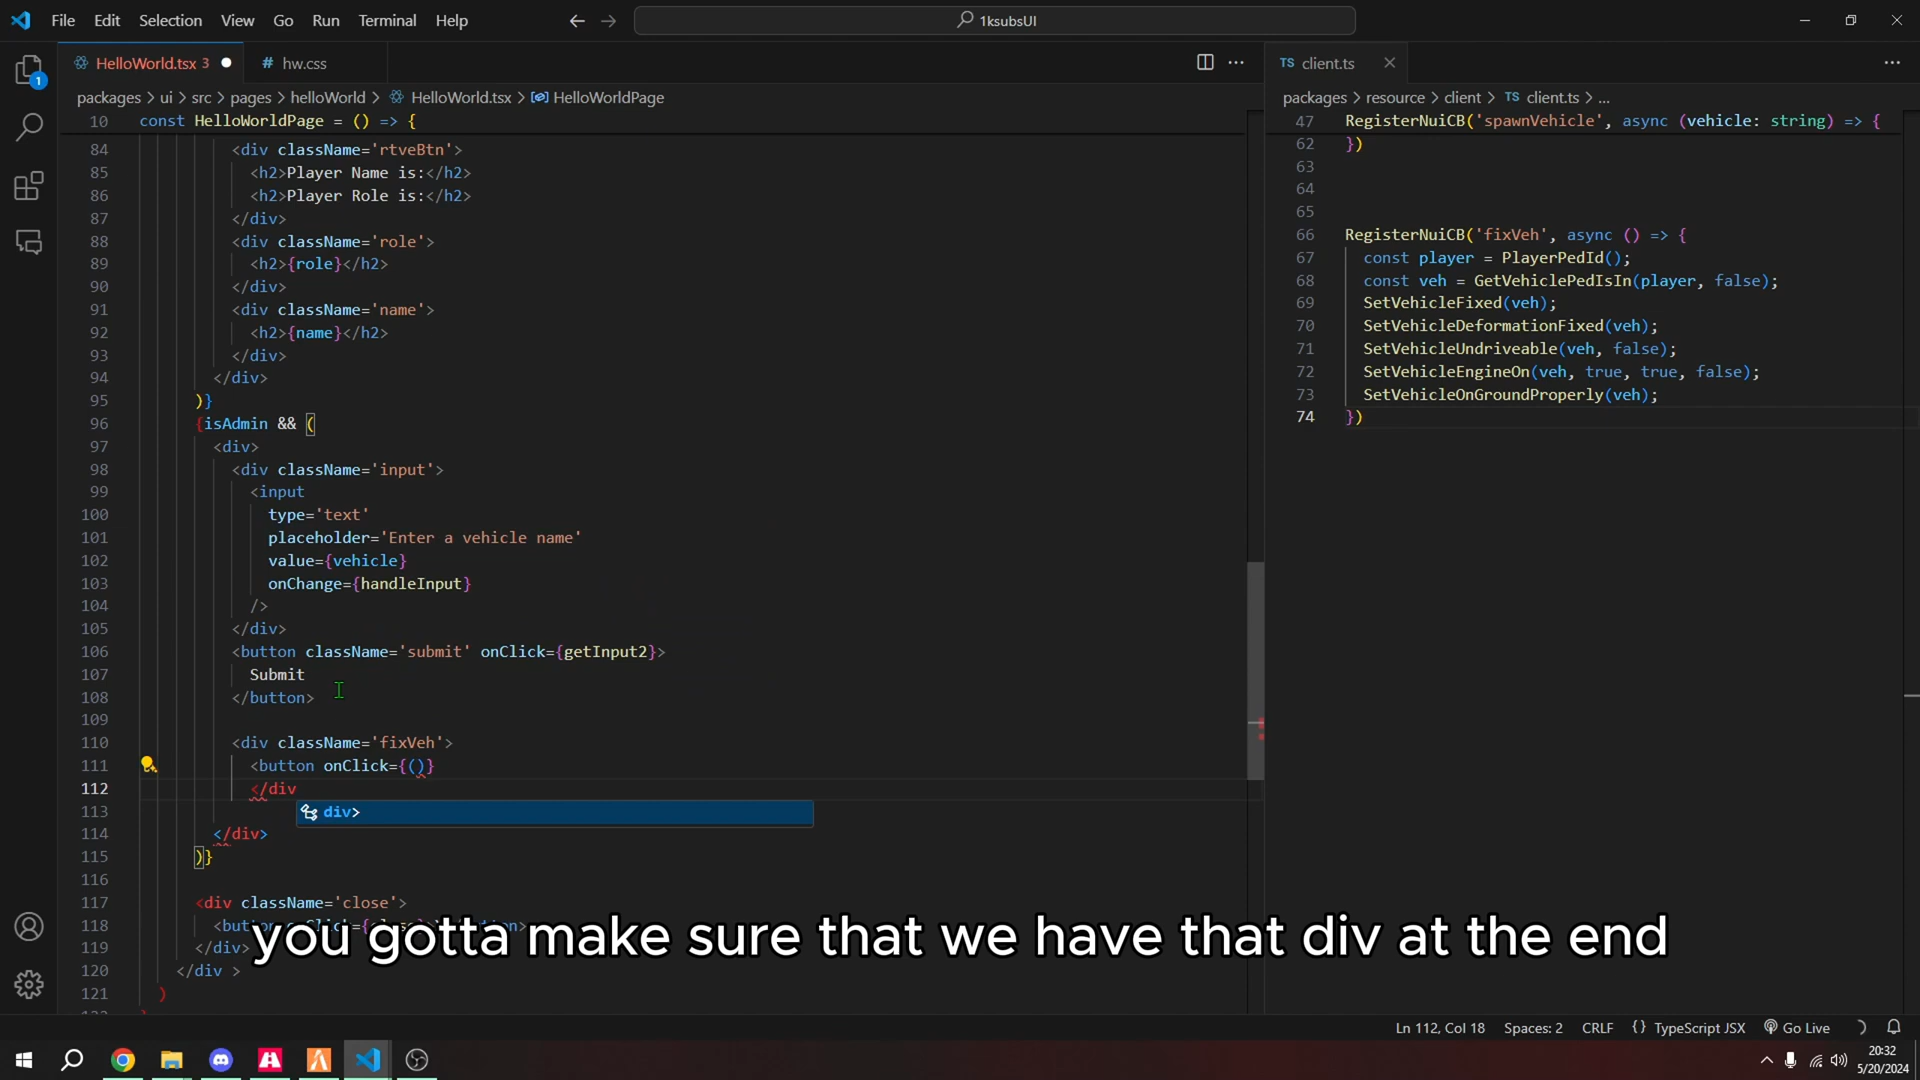 File Edit Selection View Go Run Terminal Help
1ksubsUI
HelloWorld.tsx 3
# hw.css
TS client.ts
packages > ui > src > pages > helloWorld > HelloWorld.tsx > HelloWorldPage
packages > resource > client > TS client.ts > ...
10 const HelloWorldPage = () => {
84 <div className='rtveBtn'>
85 <h2>Player Name is:</h2>
86 <h2>Player Role is:</h2>
87 </div>
88 <div className='role'>
89 <h2>{role}</h2>
90 </div>
91 <div className='name'>
92 <h2>{name}</h2>
93 </div>
94 </div>
95 )}
96 {isAdmin && (
97 <div>
98 <div className='input'>
99 <input
100 type='text'
101 placeholder='Enter a vehicle name'
102 value={vehicle}
103 onChange={handleInput}
104 />
105 </div>
106 <button className='submit' onClick={getInput2}>
107 Submit
108 </button>
109
110 <div className='fixVeh'>
111 <button onClick={()}
112 </div
div>
113
114 </div>
115 )}
116
117 <div className='close'>
118
119 </div>
120 </div >
121 )
47 RegisterNuiCB('spawnVehicle', async (vehicle: string) => {
62 })
63
64
65
66 RegisterNuiCB('fixVeh', async () => {
67 const player = PlayerPedId();
68 const veh = GetVehiclePedIsIn(player, false);
69 SetVehicleFixed(veh);
70 SetVehicleDeformationFixed(veh);
71 SetVehicleUndriveable(veh, false);
72 SetVehicleEngineOn(veh, true, true, false);
73 SetVehicleOnGroundProperly(veh);
74 })
you gotta make sure that we have that div at the end
Ln 112, Col 18 Spaces: 2 CRLF {} TypeScript JSX Go Live
20:32
5/20/2024